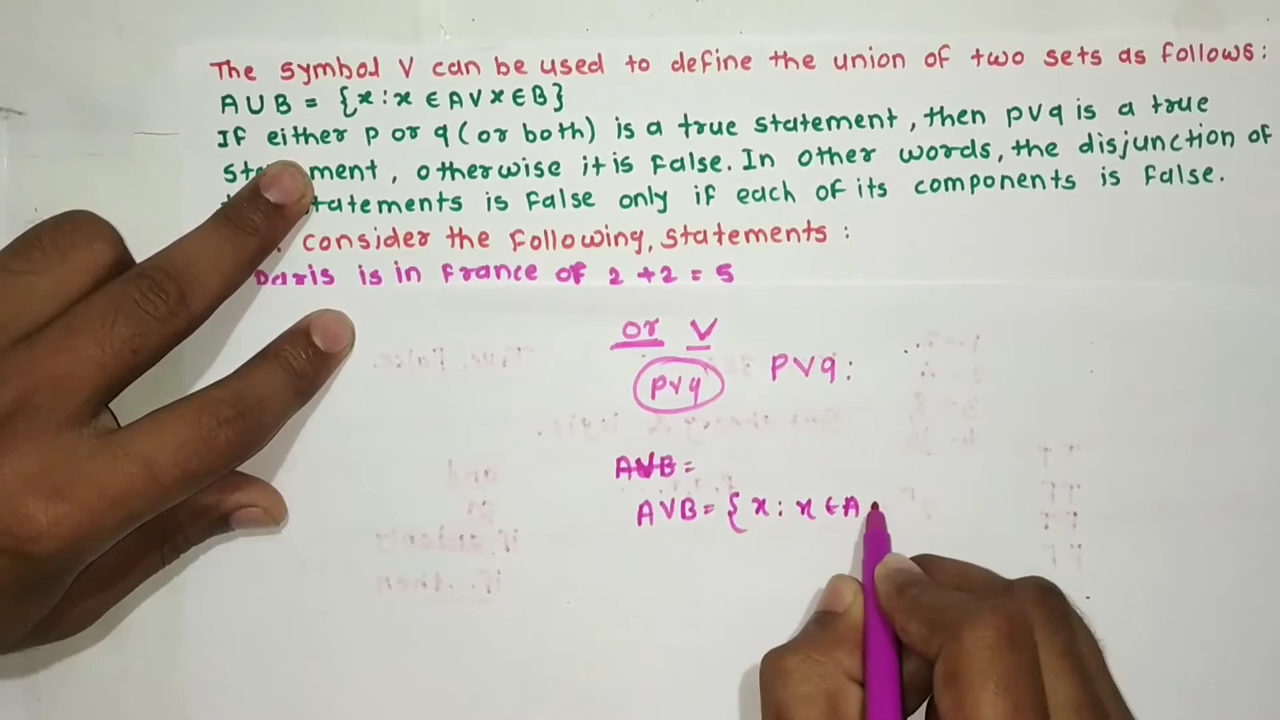 The symbol V can be used to define the union of two sets as follows:
A U B = {x : x ∈ A V x ∈ B}
If either p or q (or both) is a true statement, then p V q is a true
statement, otherwise it is false. In other words, the disjunction of
statements is false only if each of its components is false.
consider the following, statements :
Paris is in france of 2 + 2 = 5
or V
p v q
P V q :
A V B =
A V B = { x : x ∈ A